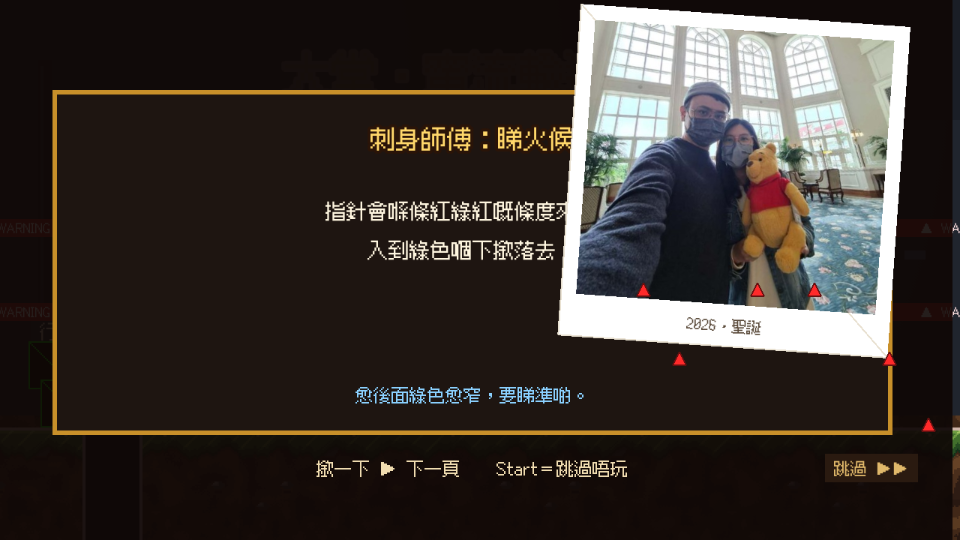 刺身師傅：睇火候
指針會喺條紅綠紅嘅條度
入到綠色嗰下撳落去
2026・聖誕
愈後面綠色愈窄，要睇準啲。
撳一下 ▶ 下一頁 Start＝跳過唔玩
跳過 ▶▶
WARNING
WARNING